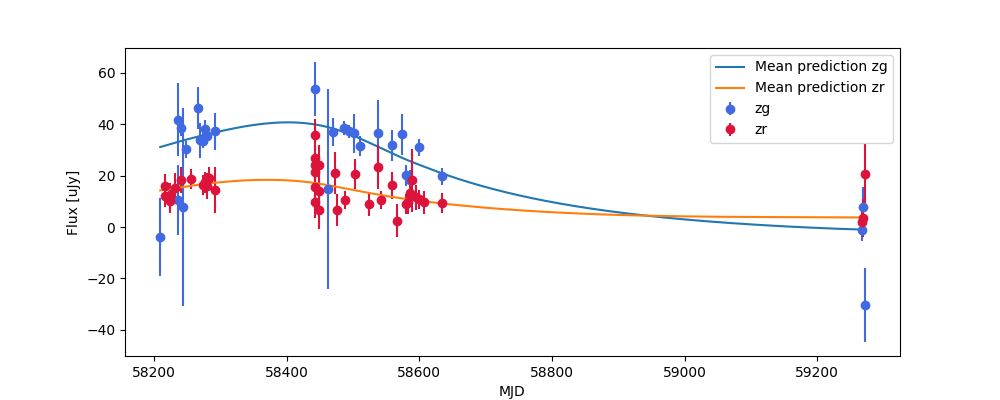 Flux [uJy]
60
40
20
0
−20
−40
Mean prediction zg
Mean prediction zr
zg
zr
58200 58400 58600 58800 59000 59200
MJD